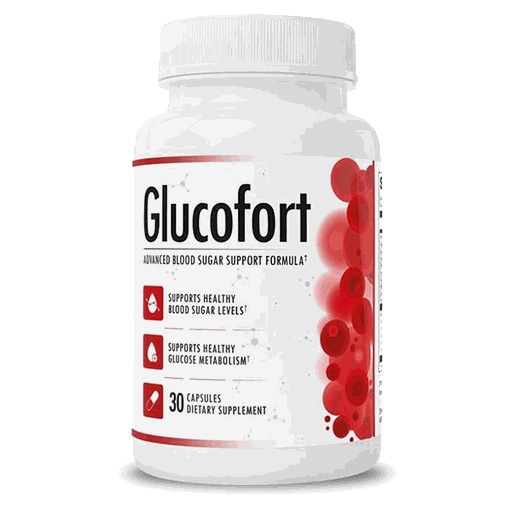 Glucofort
ADVANCED BLOOD SUGAR SUPPORT FORMULA†
SUPPORTS HEALTHY
BLOOD SUGAR LEVELS†
SUPPORTS HEALTHY
GLUCOSE METABOLISM†
30 CAPSULES
DIETARY SUPPLEMENT